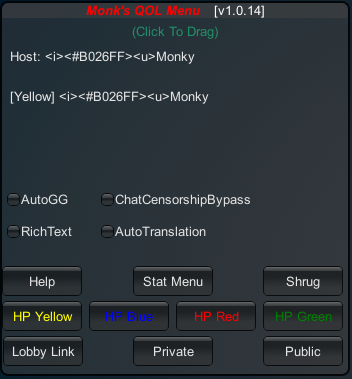 Monk's QOL Menu [v1.0.14]
(Click To Drag)
Host: <i><#B026FF><u>Monky
[Yellow] <i><#B026FF><u>Monky
AutoGG ChatCensorshipBypass
RichText AutoTranslation
Help Stat Menu Shrug
HP Yellow HP Blue HP Red HP Green
Lobby Link Private Public